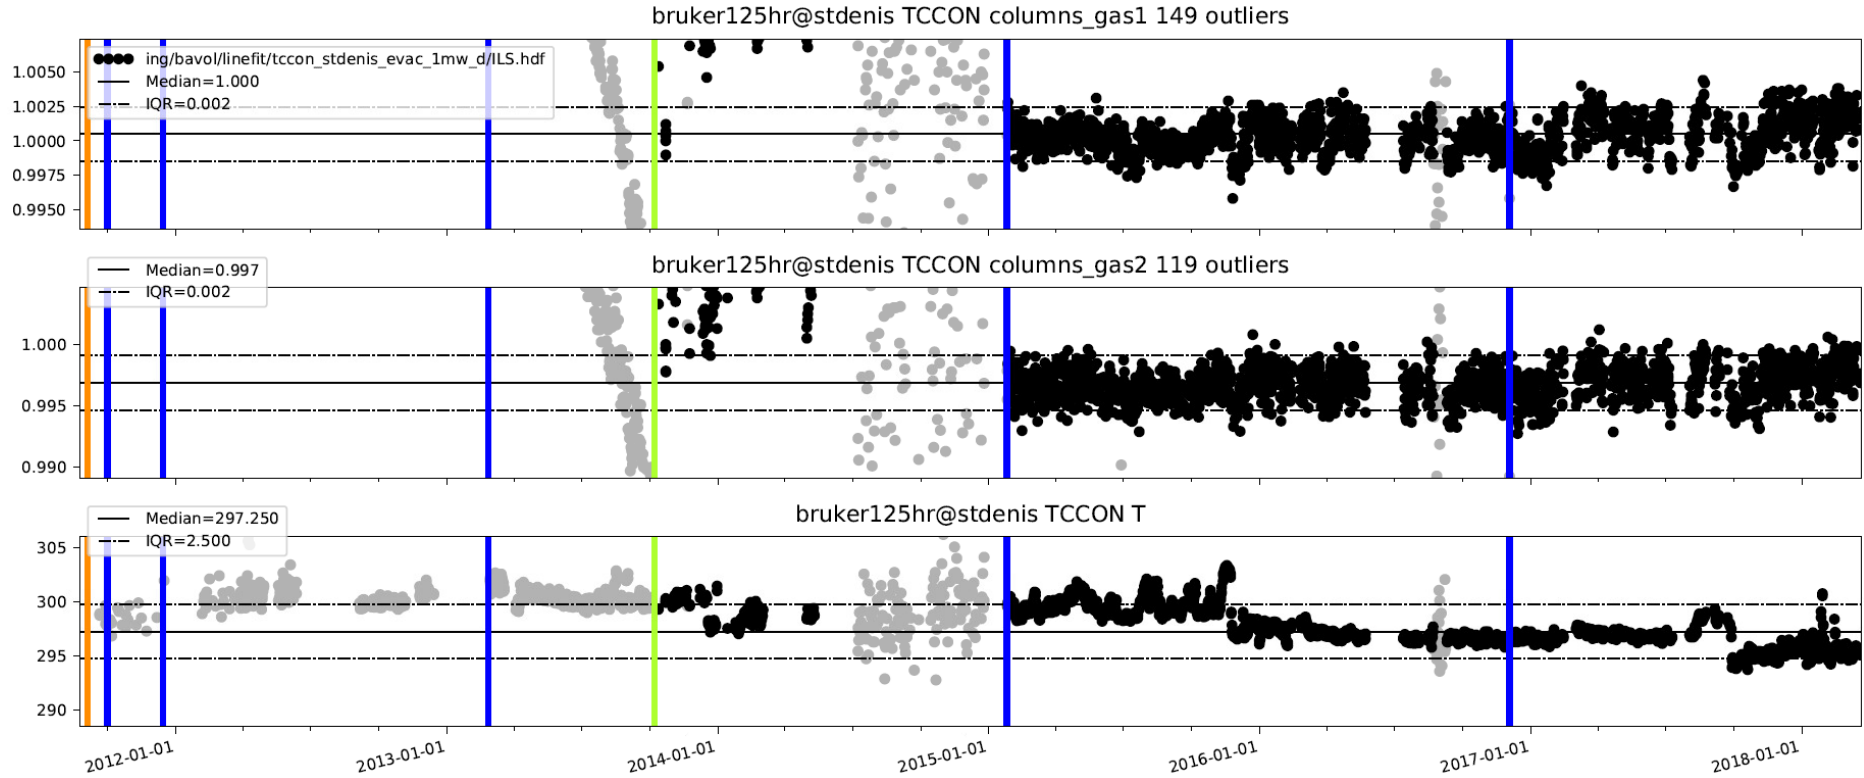 bruker125hr@stdenis TCCON columns_gas1 149 outliers
ing/bavol/linefit/tccon_stdenis_evac_1mw_d/ILS.hdf
Median=1.000
IQR=0.002
1.0050
1.0025
1.0000
0.9975
0.9950
bruker125hr@stdenis TCCON columns_gas2 119 outliers
Median=0.997
IQR=0.002
1.000
0.995
0.990
bruker125hr@stdenis TCCON T
Median=297.250
IQR=2.500
305
300
295
290
2012-01-01
2013-01-01
2014-01-01
2015-01-01
2016-01-01
2017-01-01
2018-01-01